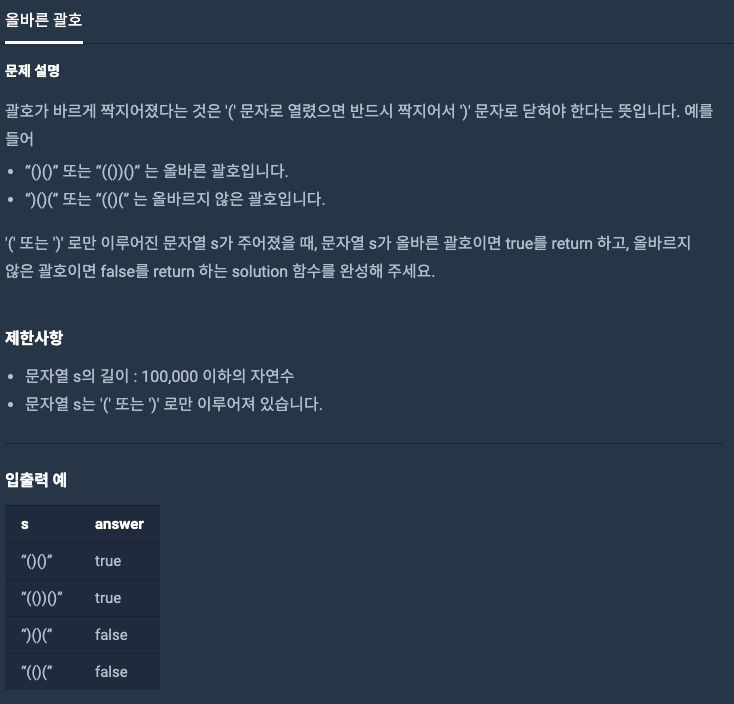 올바른 괄호
문제 설명
괄호가 바르게 짝지어졌다는 것은 '(' 문자로 열렸으면 반드시 짝지어서 ')' 문자로 닫혀야 한다는 뜻입니다. 예를
들어
• “()()” 또는 “(())()” 는 올바른 괄호입니다.
• “)()(” 또는 “(()(” 는 올바르지 않은 괄호입니다.
'(' 또는 ')' 로만 이루어진 문자열 s가 주어졌을 때, 문자열 s가 올바른 괄호이면 true를 return 하고, 올바르지
않은 괄호이면 false를 return 하는 solution 함수를 완성해 주세요.
제한사항
• 문자열 s의 길이 : 100,000 이하의 자연수
• 문자열 s는 '(' 또는 ')' 로만 이루어져 있습니다.
입출력 예
s answer
“()()” true
“(())()” true
“)()(” false
“(()(” false